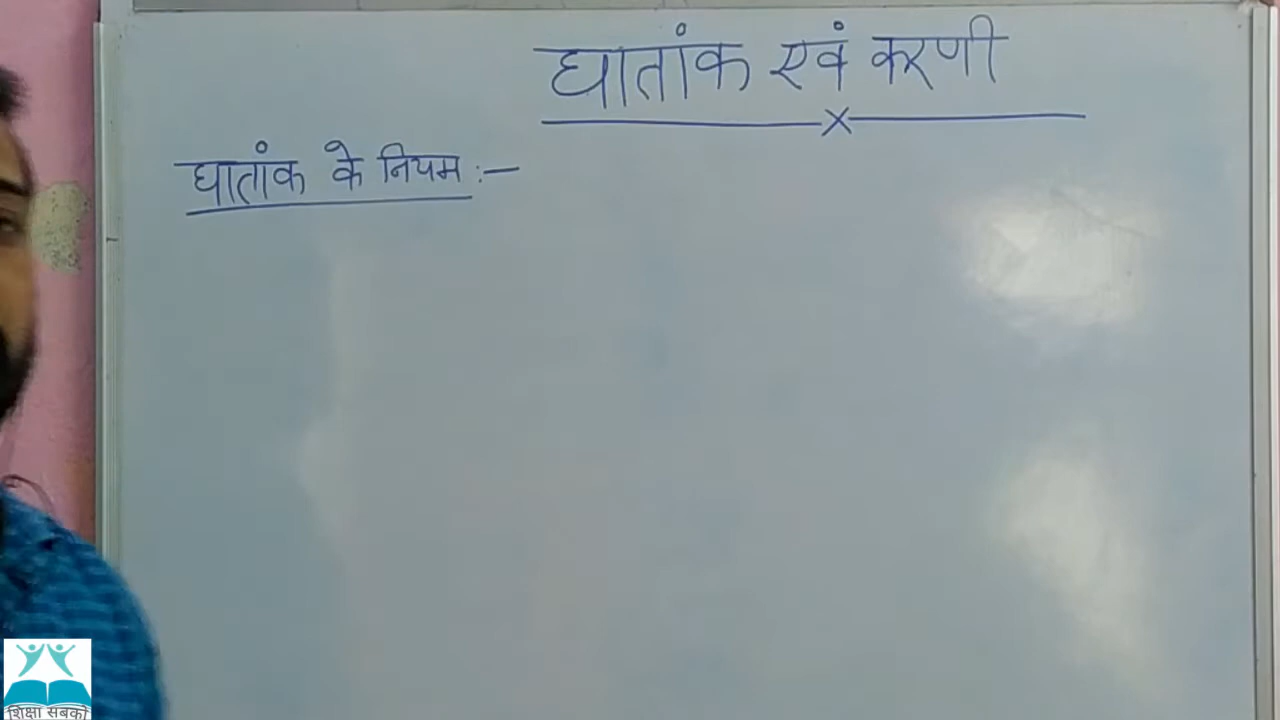 घातांक एवं करणी
घातांक के नियम :-
शिक्षा सबको